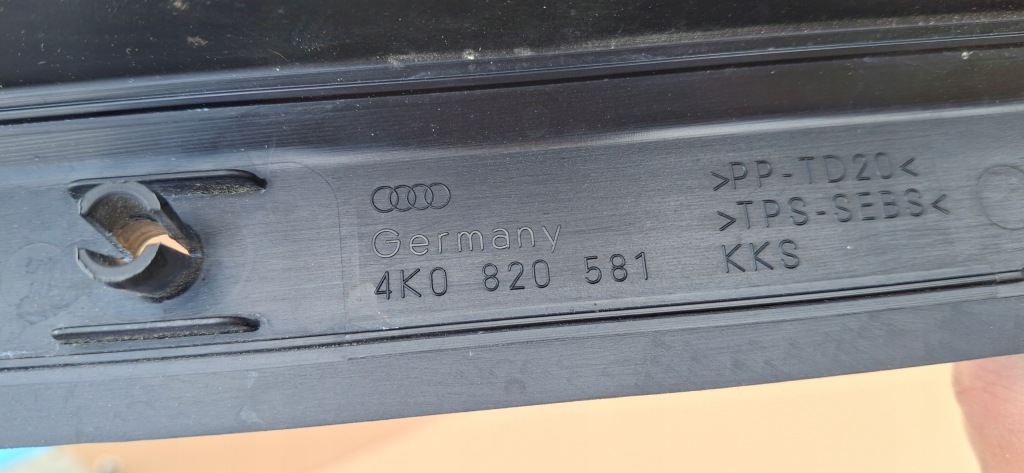 Germany
4K0 820 581
>PP-TD20<
>TPS-SEBS<
KKS